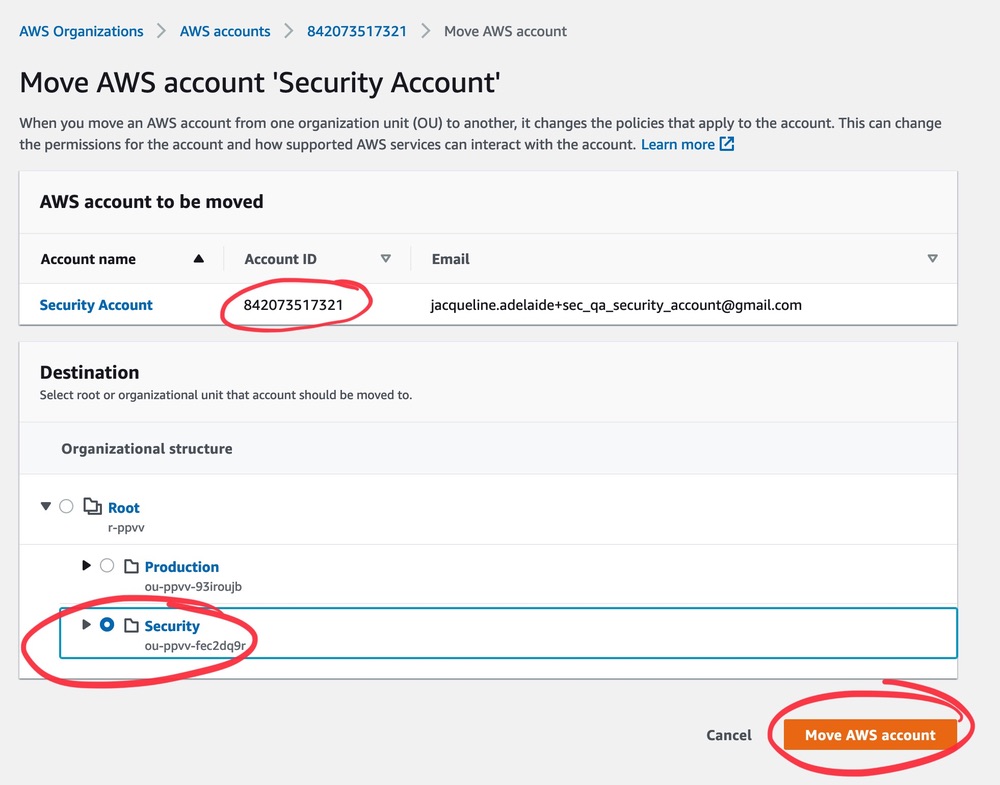 AWS Organizations > AWS accounts > 842073517321 > Move AWS account
Move AWS account 'Security Account'
When you move an AWS account from one organization unit (OU) to another, it changes the policies that apply to the account. This can change
the permissions for the account and how supported AWS services can interact with the account. Learn more
AWS account to be moved
Account name Account ID Email
Security Account 842073517321 jacqueline.adelaide+sec_qa_security_account@gmail.com
Destination
Select root or organizational unit that account should be moved to.
Organizational structure
Root
r-ppvv
Production
ou-ppvv-93iroujb
Security
ou-ppvv-fec2dq9r
Cancel Move AWS account